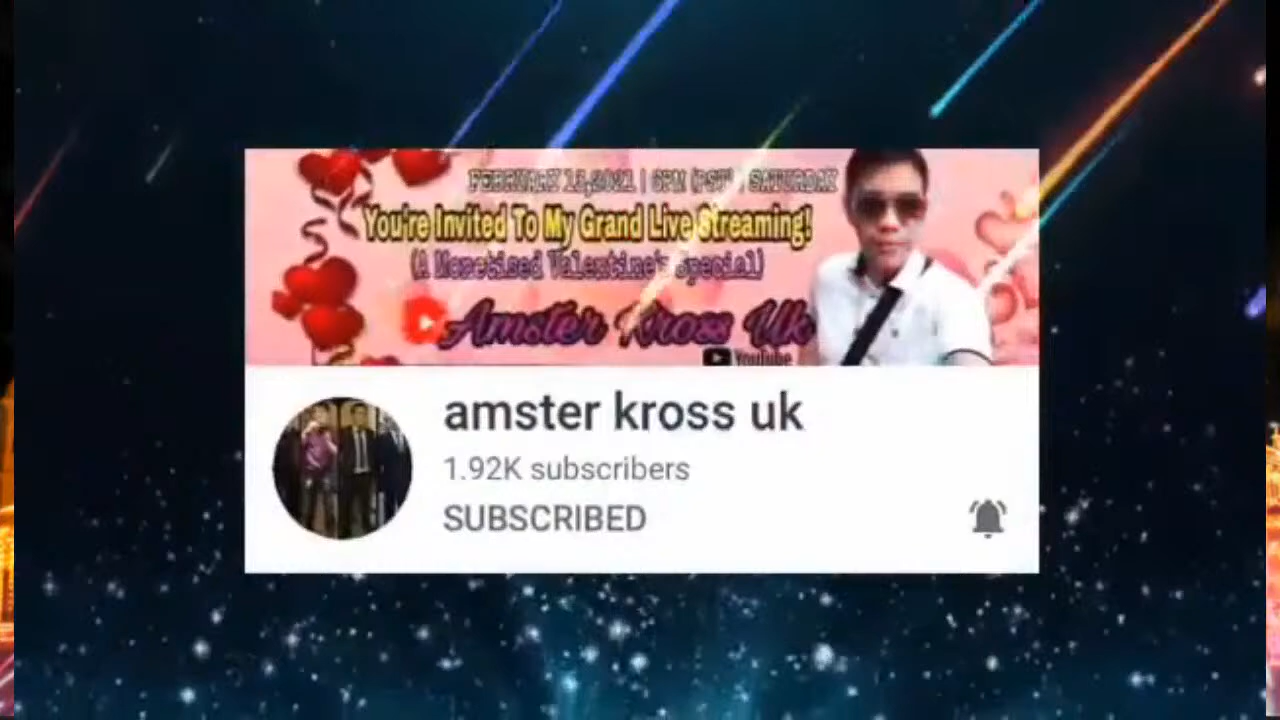 FEBRUARY 13,2021 | 6PM (PST) | SATURDAY
You're Invited To My Grand Live Streaming!
(A Monetised Valentine's Special)
Amster Kross Uk
YouTube
amster kross uk
1.92K subscribers
SUBSCRIBED